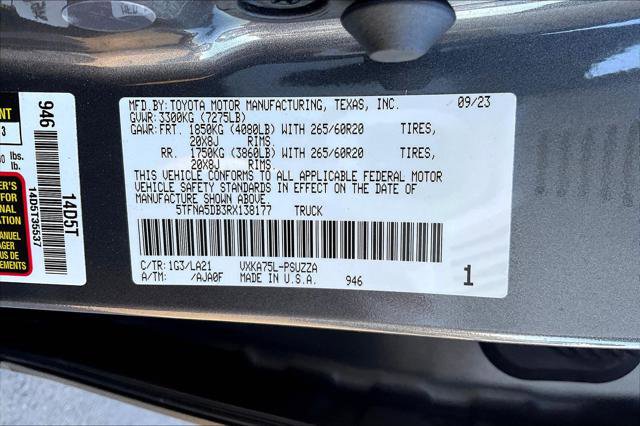 946
14D5T
14D5T35537
MFD.BY: TOYOTA MOTOR MANUFACTURING, TEXAS, INC. 09/23
GVWR: 3300KG (7275LB)
GAWR: FRT. 1850KG (4080LB) WITH 265/60R20 TIRES,
20X8J RIMS.
RR. 1750KG (3860LB) WITH 265/60R20 TIRES,
20X8J RIMS.
THIS VEHICLE CONFORMS TO ALL APPLICABLE FEDERAL MOTOR
VEHICLE SAFETY STANDARDS IN EFFECT ON THE DATE OF
MANUFACTURE SHOWN ABOVE.
5TFNA5DB3RX138177 TRUCK
C/TR: 1G3/LA21 VXKA75L-PSUZZA
A/TM: /AJA0F MADE IN U.S.A. 946 1